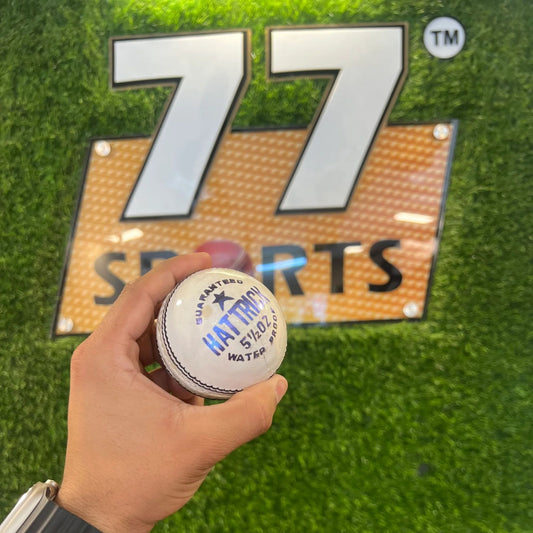 77
TM
SPORTS
GUARANTEED
HATTRICK
5½OZ
WATER PROOF